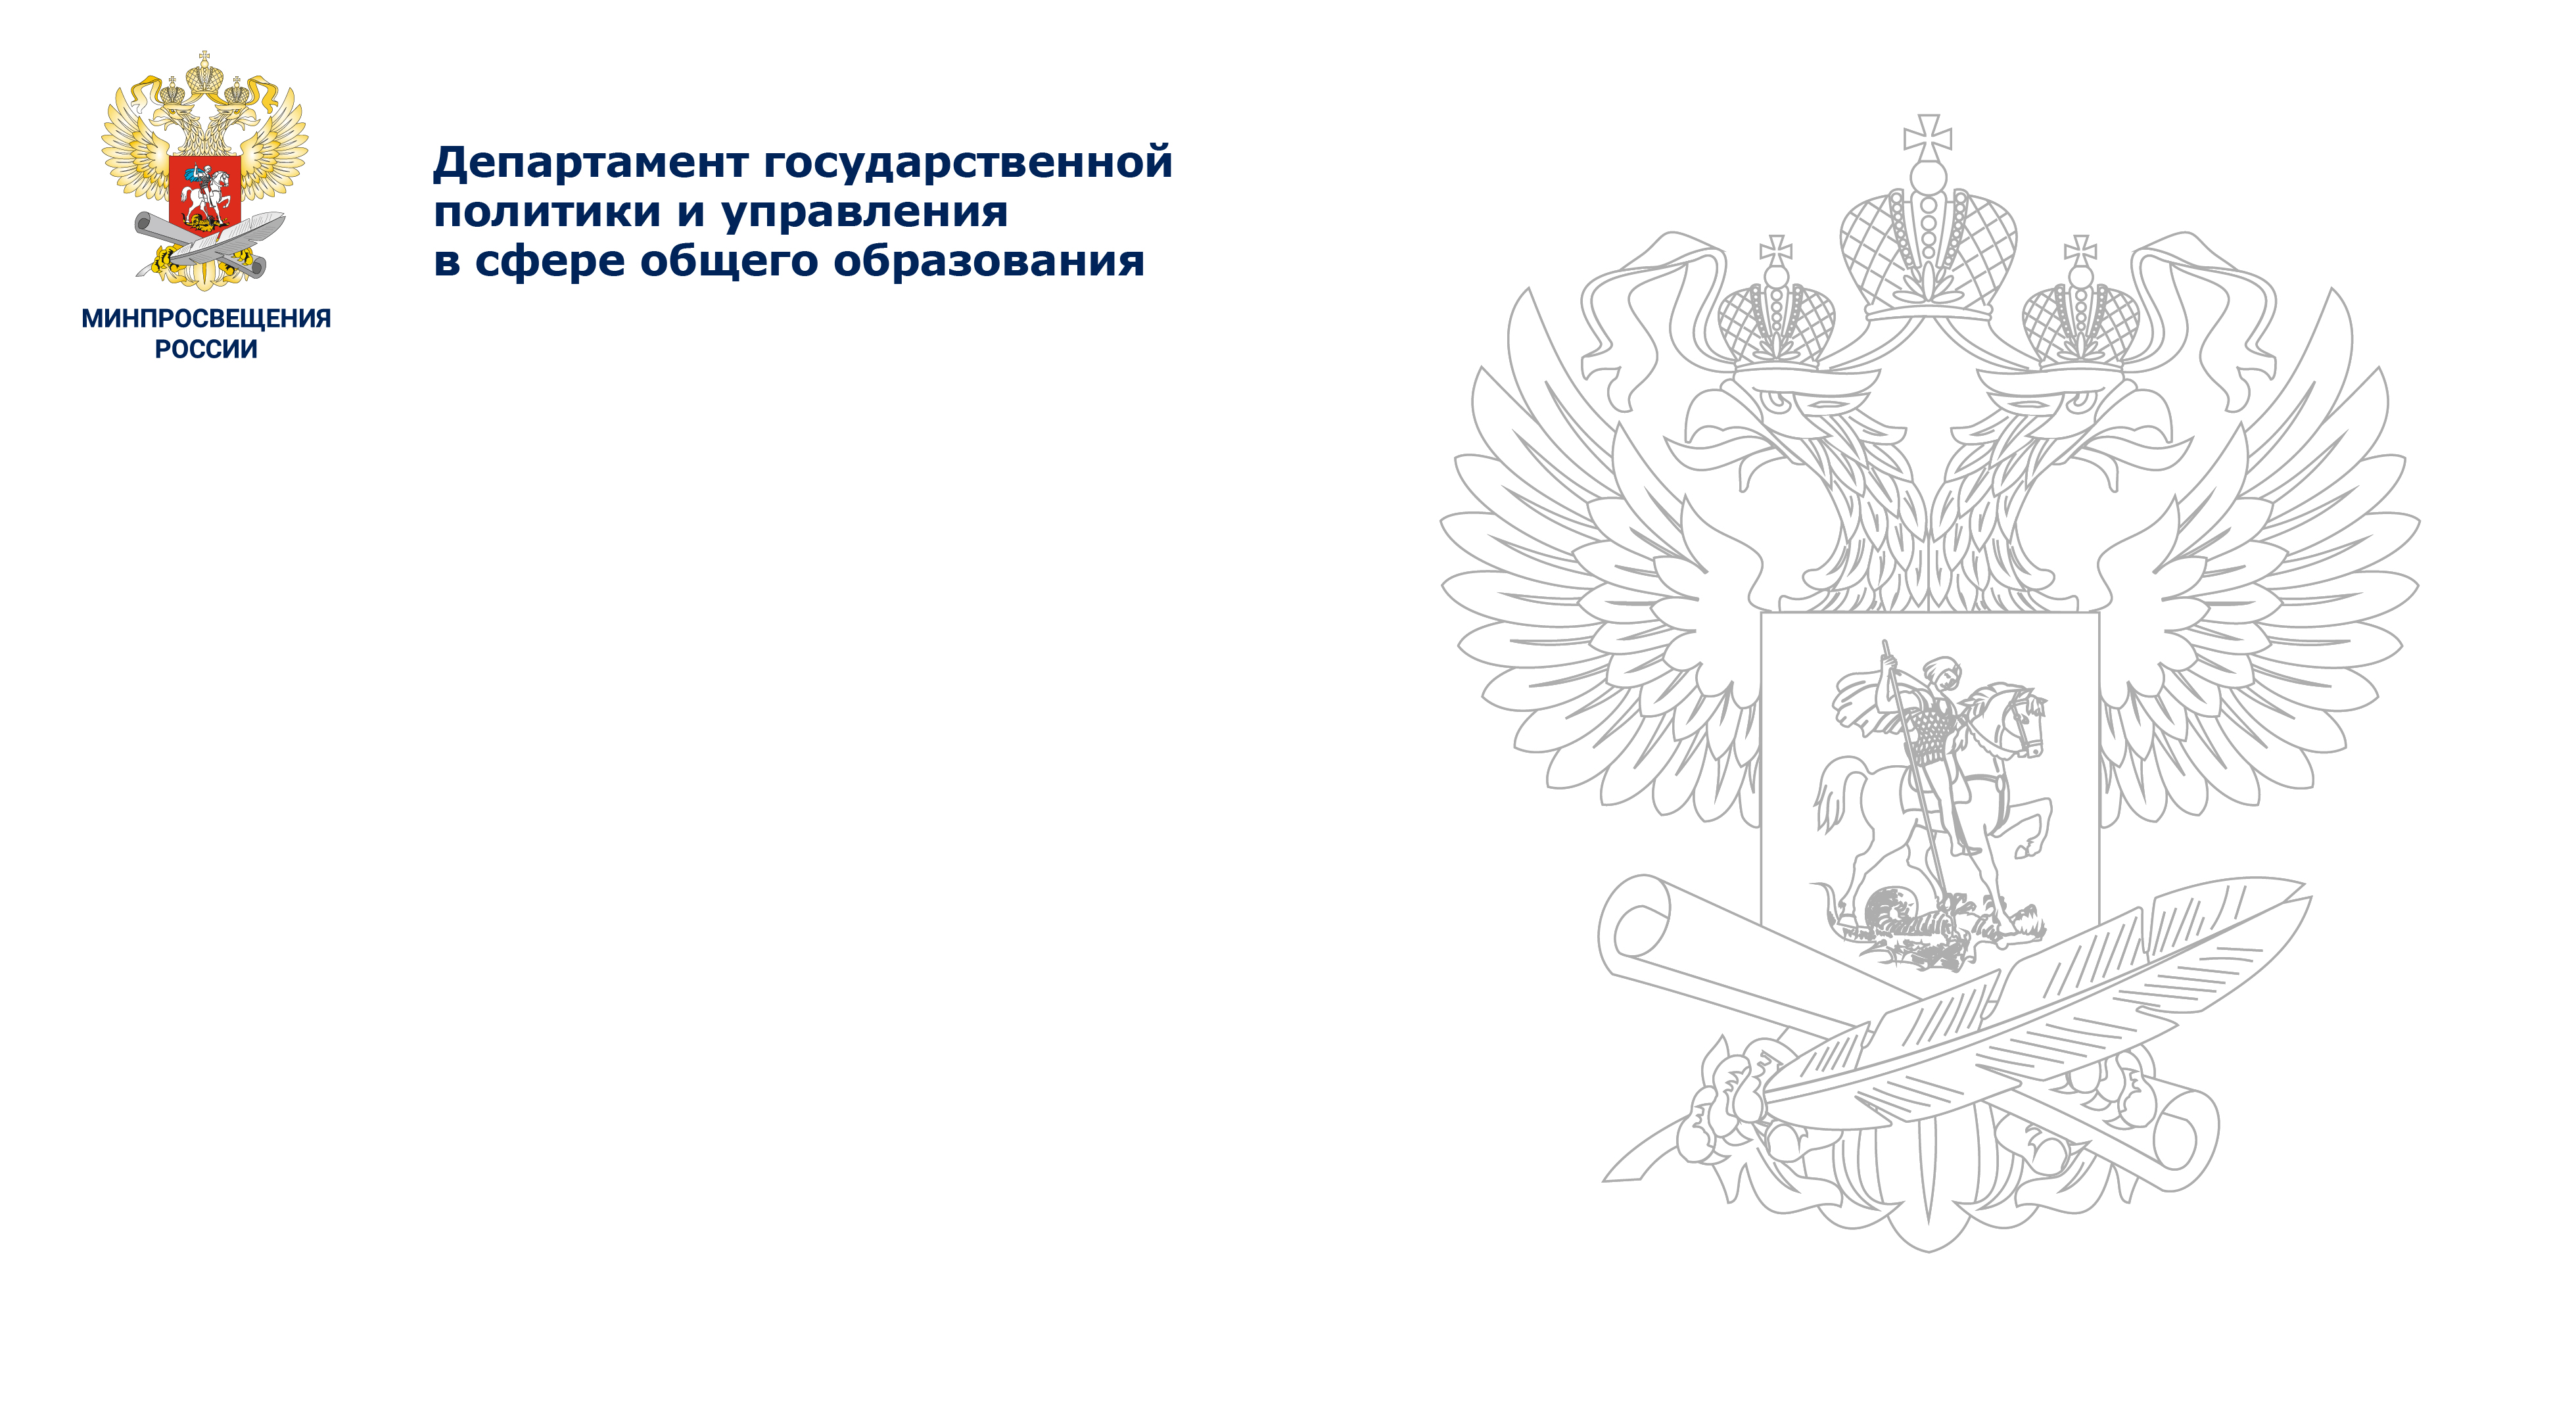 МИНПРОСВЕЩЕНИЯ
РОССИИ
Департамент государственной
политики и управления
в сфере общего образования